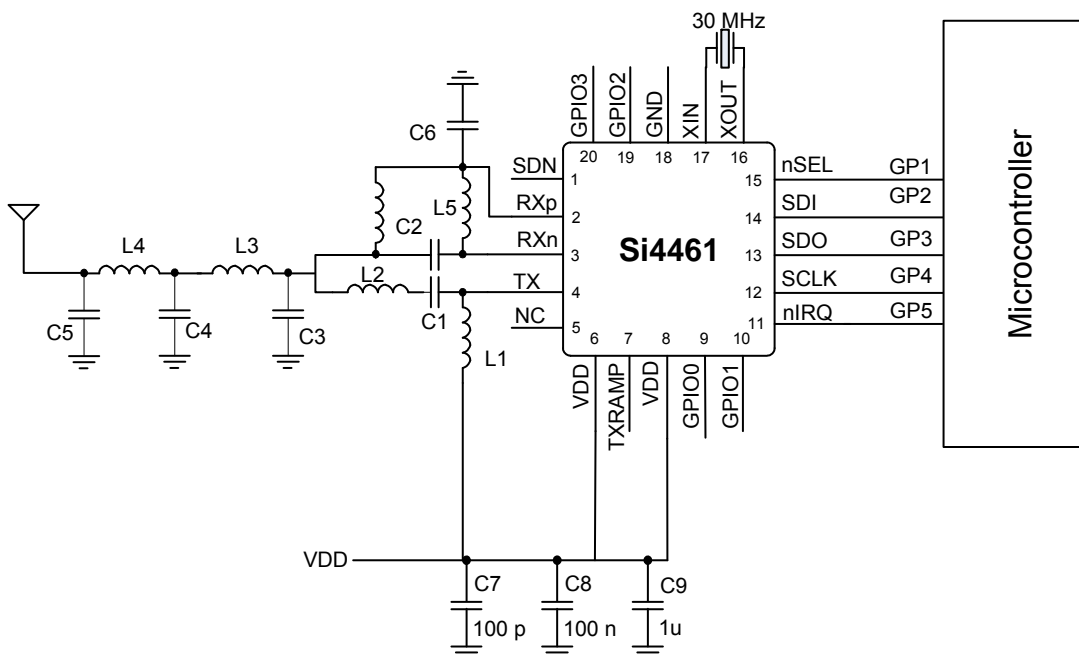 30 MHz
GPIO3
GPIO2
GND
XIN
XOUT
C6
20
19
18
17
16
SDN
1
nSEL
15
GP1
RXp
2
SDI
14
GP2
L5
C2
RXn
3
Si4461
SDO
13
GP3
L4
L3
L2
TX
4
SCLK
12
GP4
C5
C4
C3
C1
NC
5
nIRQ
11
GP5
Microcontroller
L1
6
7
8
9
10
VDD
TXRAMP
VDD
GPIO0
GPIO1
VDD
C7
C8
C9
100 p
100 n
1u